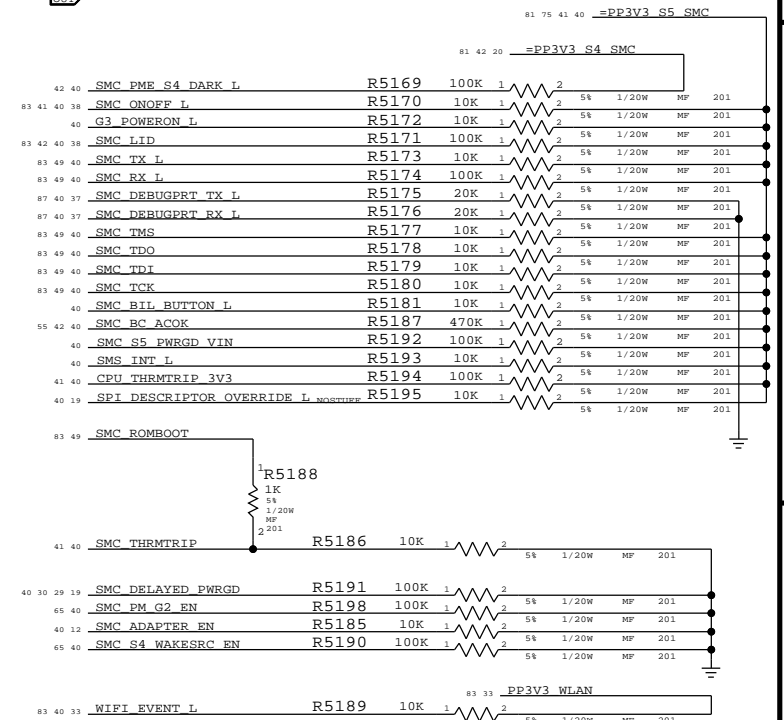 81 75 41 40 =PP3V3_S5_SMC
81 42 20 =PP3V3_S4_SMC
42 40 SMC_PME_S4_DARK_L R5169 100K 1 2 5% 1/20W MF 201
83 41 40 38 SMC_ONOFF_L R5170 10K 1 2 5% 1/20W MF 201
40 G3_POWERON_L R5172 10K 1 2 5% 1/20W MF 201
83 42 40 38 SMC_LID R5171 100K 1 2 5% 1/20W MF 201
83 49 40 SMC_TX_L R5173 10K 1 2 5% 1/20W MF 201
83 49 40 SMC_RX_L R5174 100K 1 2 5% 1/20W MF 201
87 40 37 SMC_DEBUGPRT_TX_L R5175 20K 1 2 5% 1/20W MF 201
87 40 37 SMC_DEBUGPRT_RX_L R5176 20K 1 2 5% 1/20W MF 201
83 49 40 SMC_TMS R5177 10K 1 2 5% 1/20W MF 201
83 49 40 SMC_TDO R5178 10K 1 2 5% 1/20W MF 201
83 49 40 SMC_TDI R5179 10K 1 2 5% 1/20W MF 201
83 49 40 SMC_TCK R5180 10K 1 2 5% 1/20W MF 201
40 SMC_BIL_BUTTON_L R5181 10K 1 2 5% 1/20W MF 201
55 42 40 SMC_BC_ACOK R5187 470K 1 2 5% 1/20W MF 201
40 SMC_S5_PWRGD_VIN R5192 100K 1 2 5% 1/20W MF 201
40 SMS_INT_L R5193 10K 1 2 5% 1/20W MF 201
41 40 CPU_THRMTRIP_3V3 R5194 100K 1 2 5% 1/20W MF 201
40 19 SPI_DESCRIPTOR_OVERRIDE_L NOSTUFF R5195 10K 1 2 5% 1/20W MF 201
83 49 SMC_ROMBOOT
1 R5188
1K
5%
1/20W
MF
2 201
41 40 SMC_THRMTRIP R5186 10K 1 2 5% 1/20W MF 201
40 30 29 19 SMC_DELAYED_PWRGD R5191 100K 1 2 5% 1/20W MF 201
65 40 SMC_PM_G2_EN R5198 100K 1 2 5% 1/20W MF 201
40 12 SMC_ADAPTER_EN R5185 10K 1 2 5% 1/20W MF 201
65 40 SMC_S4_WAKESRC_EN R5190 100K 1 2 5% 1/20W MF 201
83 33 PP3V3_WLAN
83 40 33 WIFI_EVENT_L R5189 10K 1 2 5% 1/20W MF 201